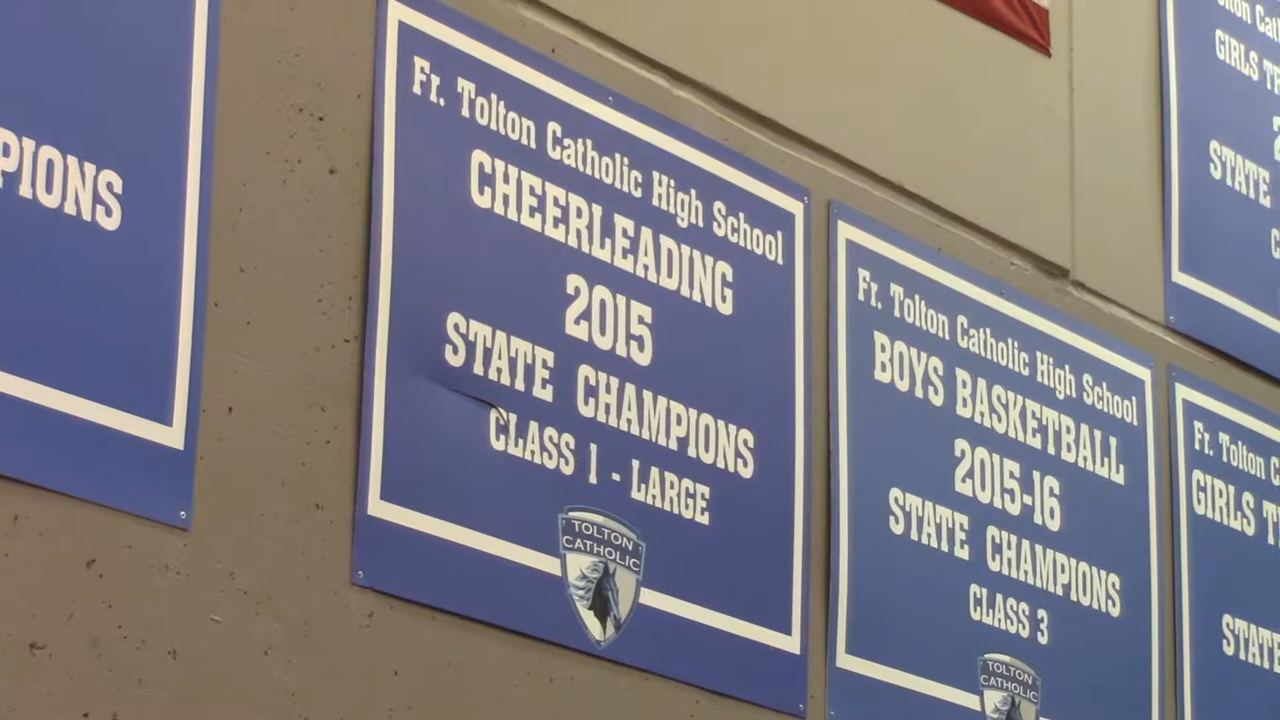 PIONS
Fr. Tolton Catholic High School
CHEERLEADING
2015
STATE CHAMPIONS
CLASS 1 - LARGE
TOLTON
CATHOLIC
Fr. Tolton Catholic High School
BOYS BASKETBALL
2015-16
STATE CHAMPIONS
CLASS 3
TOLTON
CATHOLIC
GIRLS
STATE
Fr. Tolton
GIRLS
STATE